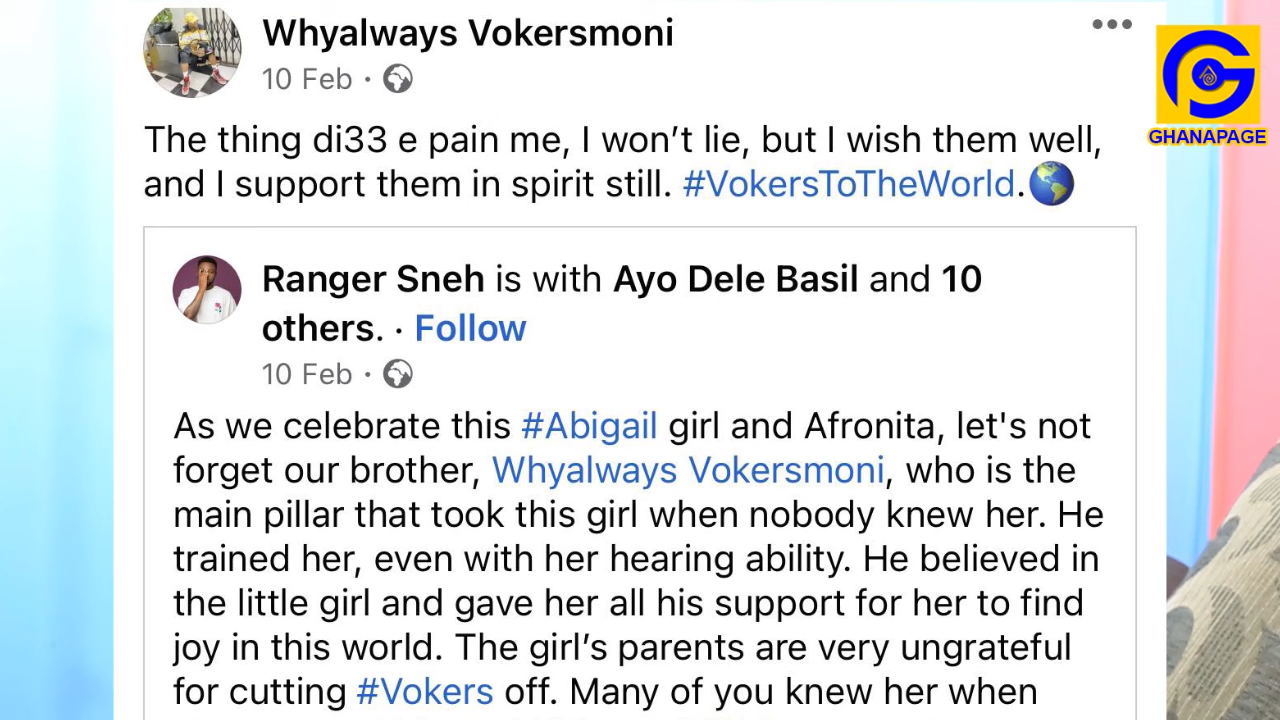 Whyalways Vokersmoni
10 Feb ·
GHANAPAGE
The thing di33 e pain me, I won’t lie, but I wish them well,
and I support them in spirit still. #VokersToTheWorld.
Ranger Sneh is with Ayo Dele Basil and 10
others. · Follow
10 Feb ·
As we celebrate this #Abigail girl and Afronita, let's not
forget our brother, Whyalways Vokersmoni, who is the
main pillar that took this girl when nobody knew her. He
trained her, even with her hearing ability. He believed in
the little girl and gave her all his support for her to find
joy in this world. The girl’s parents are very ungrateful
for cutting #Vokers off. Many of you knew her when